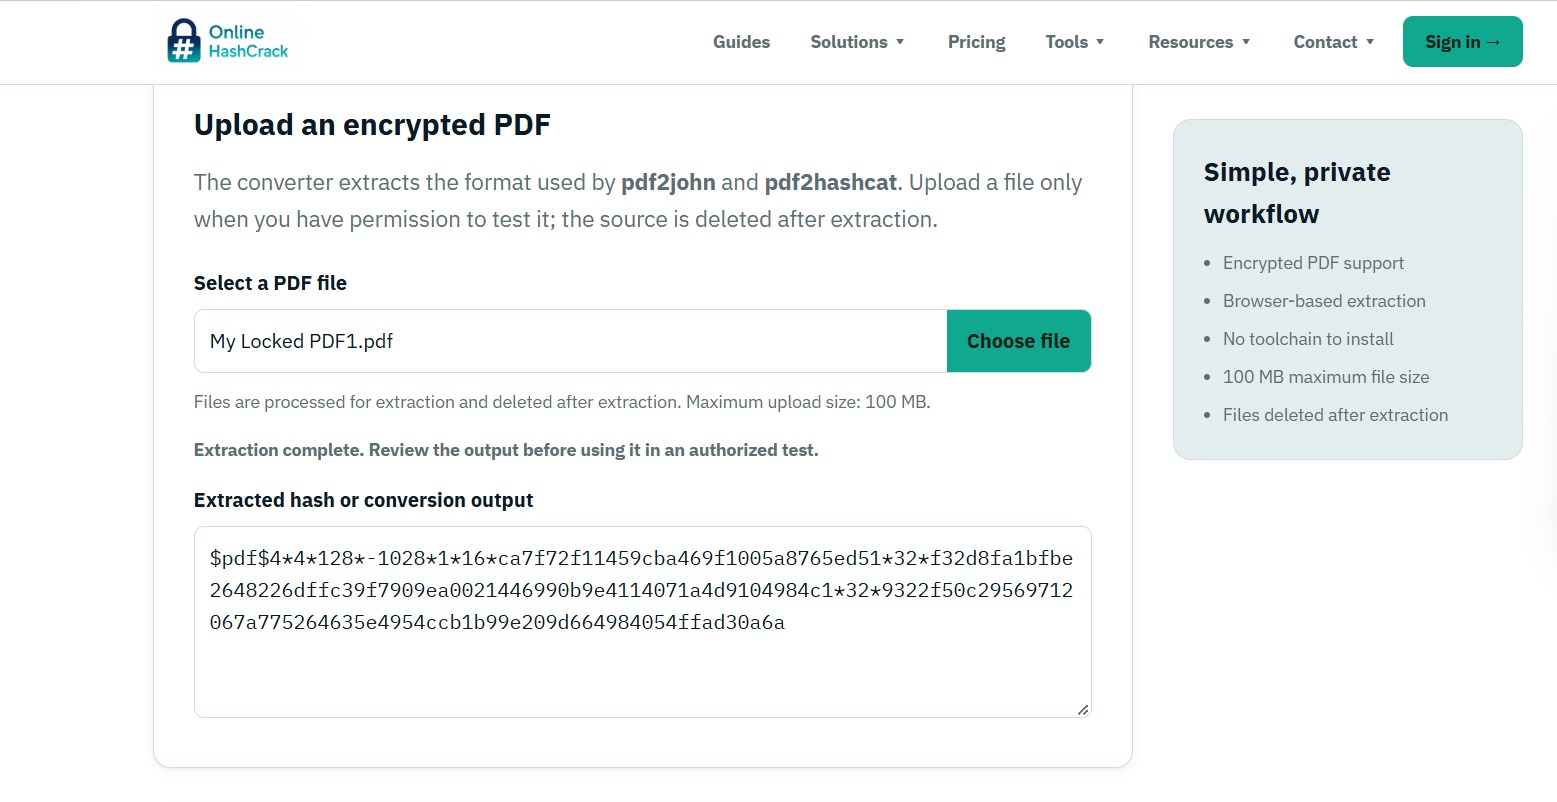 Online
HashCrack
Guides Solutions Pricing Tools Resources Contact Sign in →
Upload an encrypted PDF
The converter extracts the format used by pdf2john and pdf2hashcat. Upload a file only
when you have permission to test it; the source is deleted after extraction.
Select a PDF file
My Locked PDF1.pdf Choose file
Files are processed for extraction and deleted after extraction. Maximum upload size: 100 MB.
Extraction complete. Review the output before using it in an authorized test.
Extracted hash or conversion output
$pdf$4*4*128*-1028*1*16*ca7f72f11459cba469f1005a8765ed51*32*f32d8fa1bfbe
2648226dffc39f7909ea0021446990b9e4114071a4d9104984c1*32*9322f50c29569712
067a775264635e4954ccb1b99e209d664984054ffad30a6a
Simple, private
workflow
Encrypted PDF support
Browser-based extraction
No toolchain to install
100 MB maximum file size
Files deleted after extraction